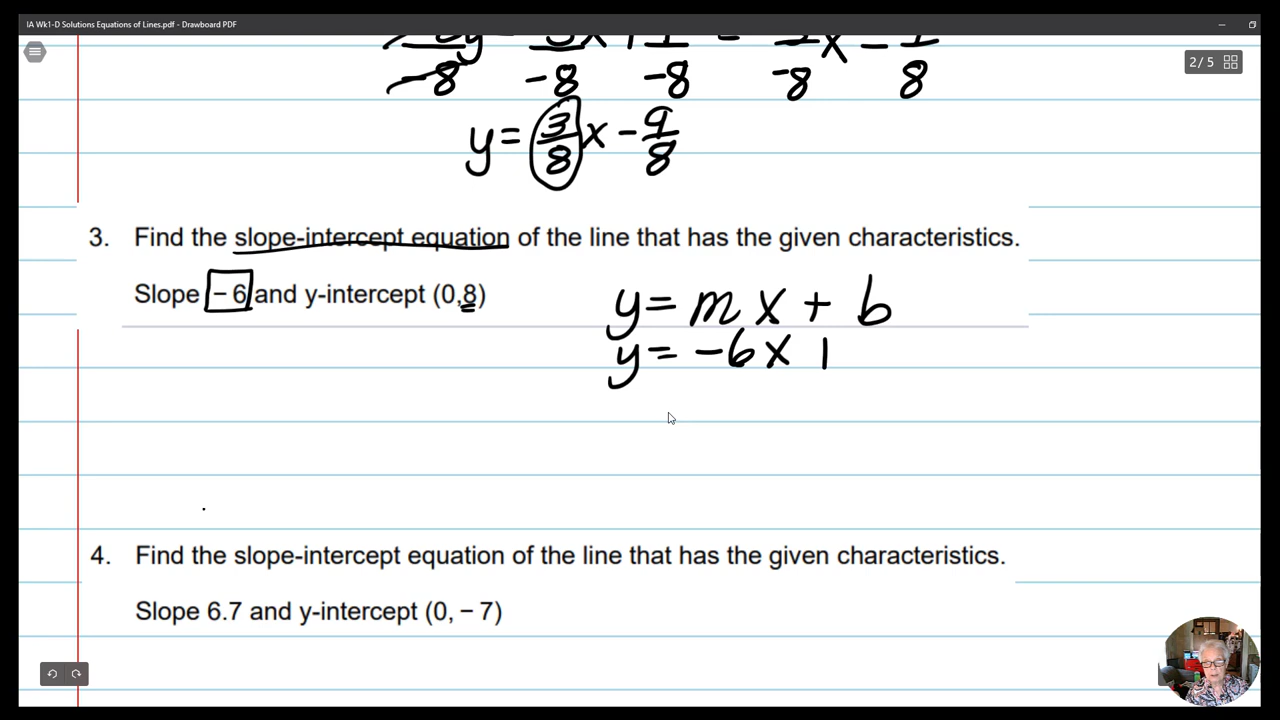 IA Wk1-D Solutions Equations of Lines.pdf - Drawboard PDF
2/5
-8 -8 -8 -8 8
y = 3/8 x - 9/8
3. Find the slope-intercept equation of the line that has the given characteristics.
Slope - 6 and y-intercept (0,8)
y = mx + b
y = -6x |
4. Find the slope-intercept equation of the line that has the given characteristics.
Slope 6.7 and y-intercept (0, - 7)